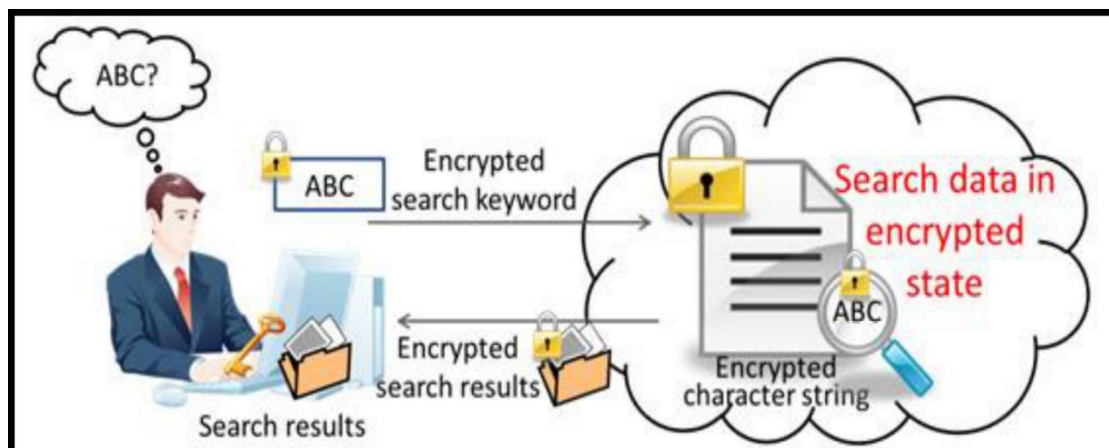 ABC?
ABC
Encrypted
search keyword
Search data in
encrypted
state
ABC
Encrypted
character string
Encrypted
search results
Search results